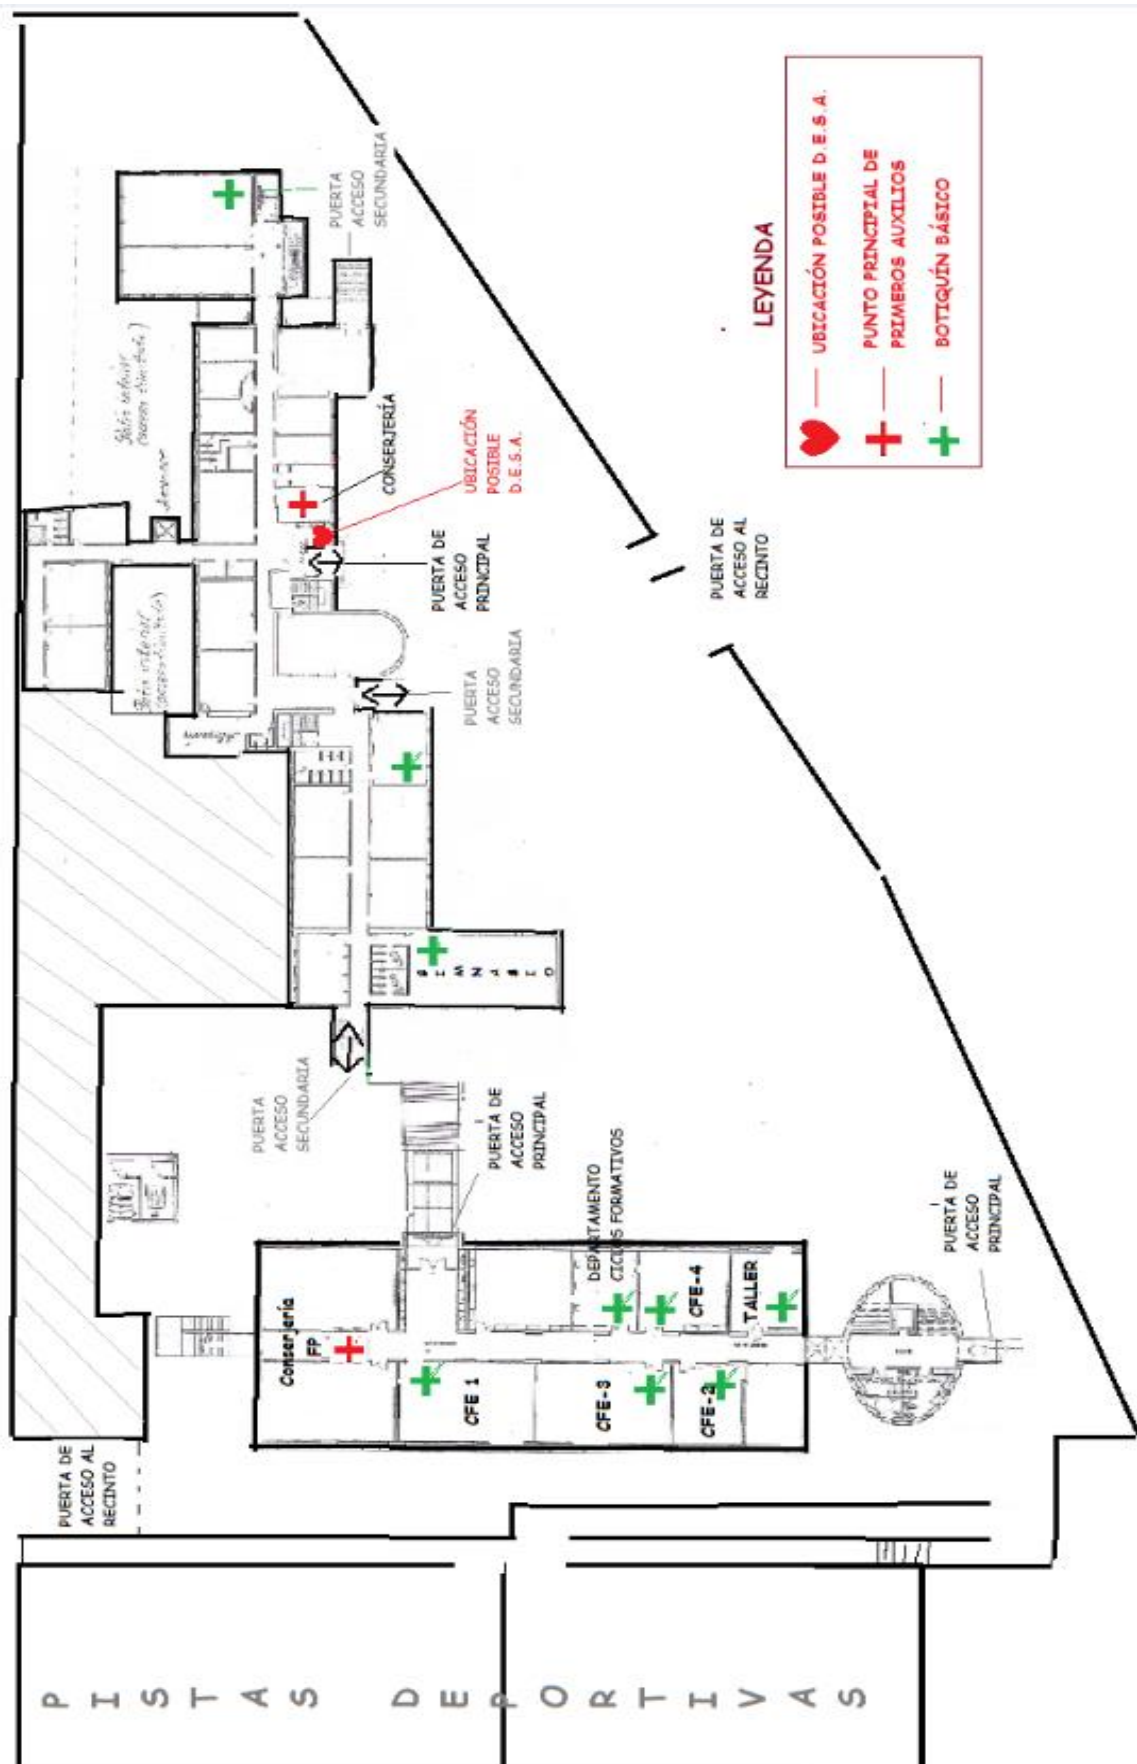 LEYENDA
UBICACIÓN POSIBLE D.E.S.A.
PUNTO PRINCIPIAL DE
PRIMEROS AUXILIOS
BOTIQUÍN BÁSICO
PUERTA
ACCESO
SECUNDARIA
CONSERJERÍA
UBICACIÓN
POSIBLE
D.E.S.A.
PUERTA DE
ACCESO
PRINCIPAL
PUERTA DE
ACCESO AL
RECINTO
PUERTA
ACCESO
SECUNDARIA
GIMNASIO
PUERTA
ACCESO
SECUNDARIA
PUERTA DE
ACCESO
PRINCIPAL
DEPARTAMENTO
CICLOS FORMATIVOS
Conserjería
FP
CFE 1
CFE-3
CFE-2
CFE-4
TALLER
PUERTA DE
ACCESO
PRINCIPAL
PUERTA DE
ACCESO AL
RECINTO
PISTAS DEPORTIVAS